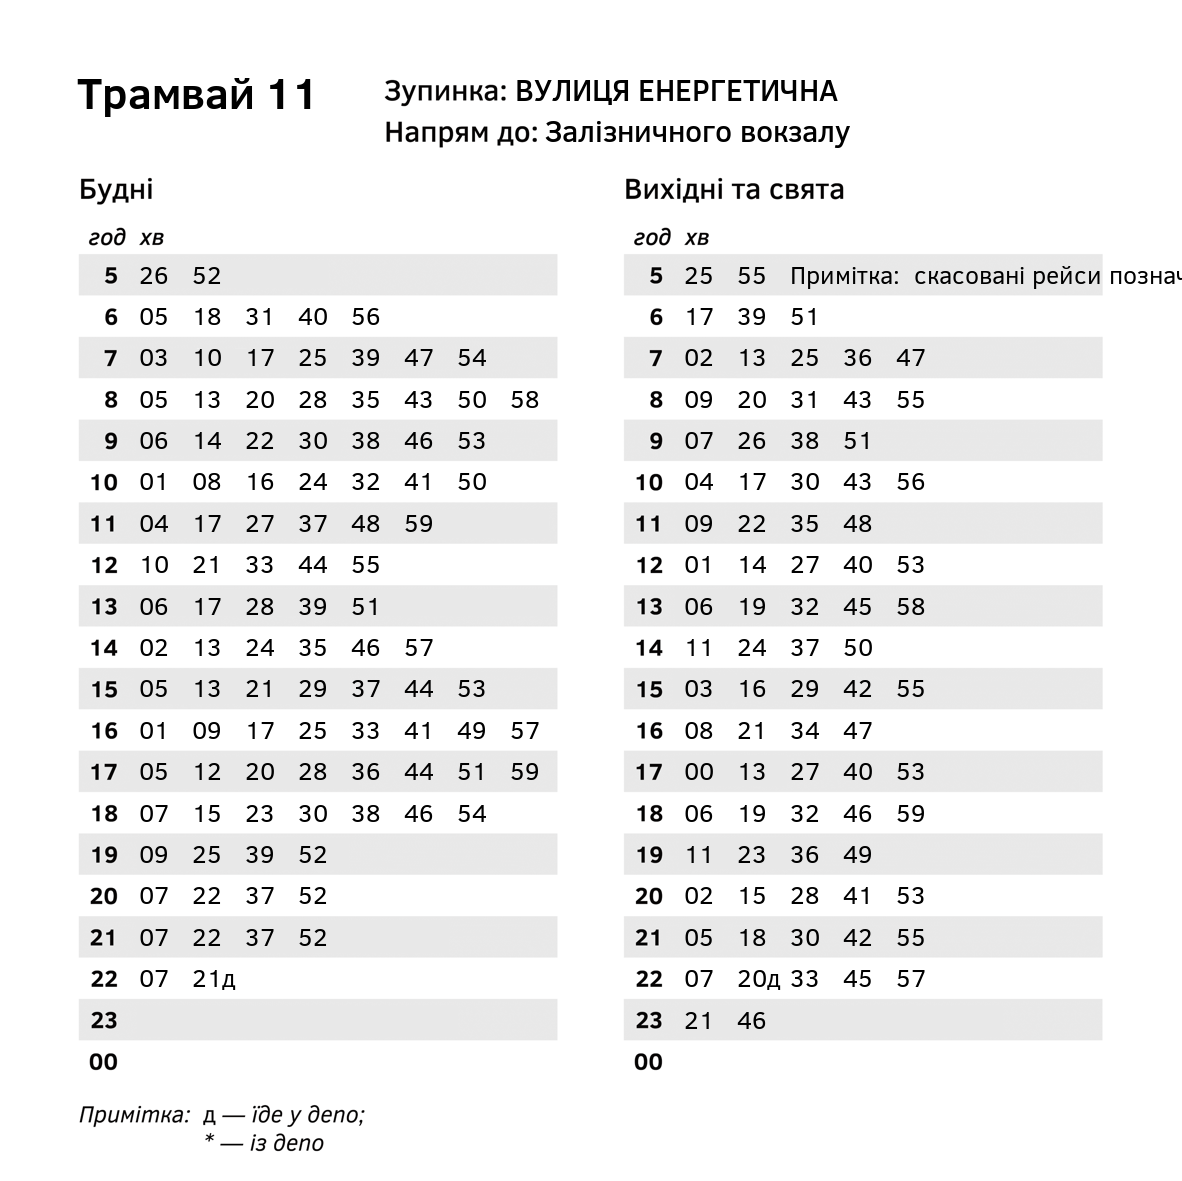 Трамвай 11
Зупинка: ВУЛИЦЯ ЕНЕРГЕТИЧНА
Напрям до: Залізничного вокзалу
Будні
год хв
5 26 52
6 05 18 31 40 56
7 03 10 17 25 39 47 54
8 05 13 20 28 35 43 50 58
9 06 14 22 30 38 46 53
10 01 08 16 24 32 41 50
11 04 17 27 37 48 59
12 10 21 33 44 55
13 06 17 28 39 51
14 02 13 24 35 46 57
15 05 13 21 29 37 44 53
16 01 09 17 25 33 41 49 57
17 05 12 20 28 36 44 51 59
18 07 15 23 30 38 46 54
19 09 25 39 52
20 07 22 37 52
21 07 22 37 52
22 07 21д
23
00
Вихідні та свята
год хв
5 25 55 Примітка: скасовані рейси познач
6 17 39 51
7 02 13 25 36 47
8 09 20 31 43 55
9 07 26 38 51
10 04 17 30 43 56
11 09 22 35 48
12 01 14 27 40 53
13 06 19 32 45 58
14 11 24 37 50
15 03 16 29 42 55
16 08 21 34 47
17 00 13 27 40 53
18 06 19 32 46 59
19 11 23 36 49
20 02 15 28 41 53
21 05 18 30 42 55
22 07 20д 33 45 57
23 21 46
00
Примітка: д — їде у депо;
* — із депо